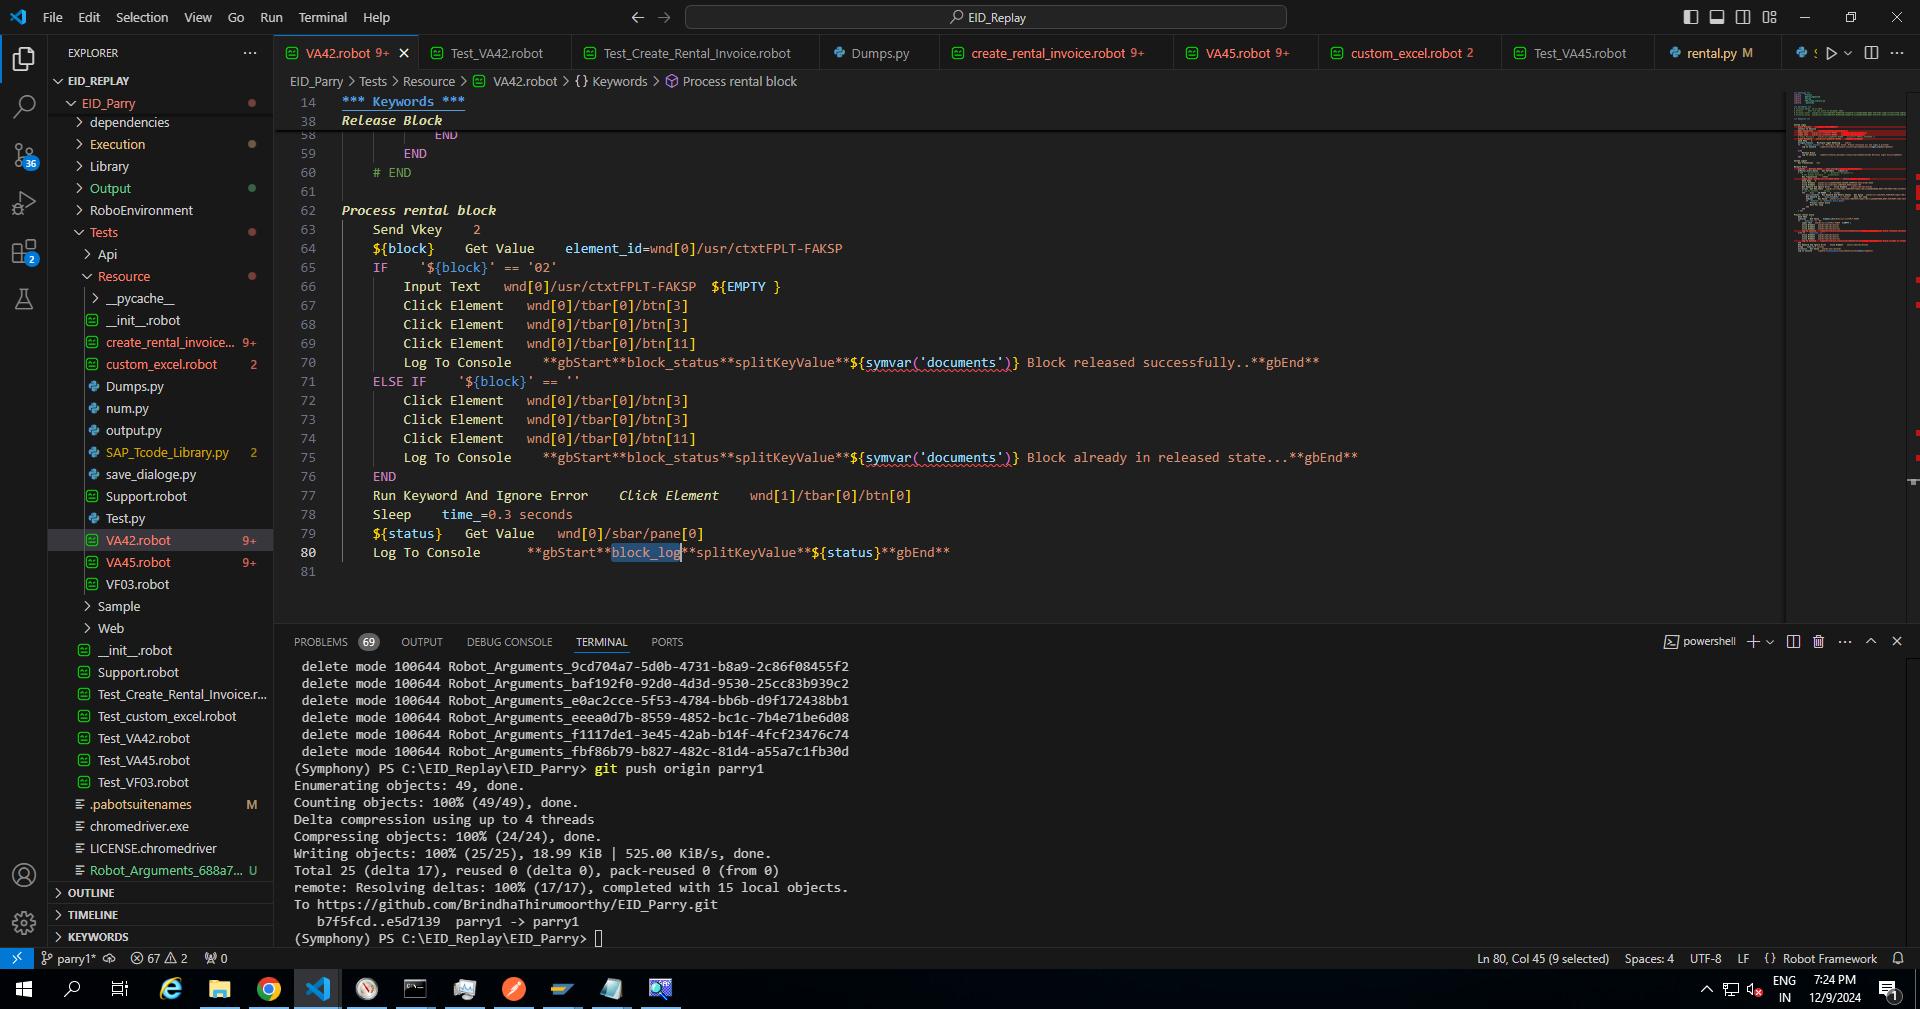 File Edit Selection View Go Run Terminal Help
EID_Replay
EXPLORER
VA42.robot 9+
Test_VA42.robot
Test_Create_Rental_Invoice.robot
Dumps.py
create_rental_invoice.robot 9+
VA45.robot 9+
custom_excel.robot 2
Test_VA45.robot
rental.py M
EID_Parry > Tests > Resource > VA42.robot > {} Keywords > Process rental block
EID_REPLAY
EID_Parry
dependencies
Execution
Library
Output
RoboEnvironment
Tests
Api
Resource
__pycache__
__init__.robot
create_rental_invoice... 9+
custom_excel.robot 2
Dumps.py
num.py
output.py
SAP_Tcode_Library.py 2
save_dialoge.py
Support.robot
Test.py
VA42.robot 9+
VA45.robot 9+
VF03.robot
Sample
Web
__init__.robot
Support.robot
Test_Create_Rental_Invoice.r...
Test_custom_excel.robot
Test_VA42.robot
Test_VA45.robot
Test_VF03.robot
.pabotsuitenames M
chromedriver.exe
LICENSE.chromedriver
Robot_Arguments_688a7... U
OUTLINE
TIMELINE
KEYWORDS
36
2
14 *** Keywords ***
38 Release Block
58 END
59 END
60 # END
61
62 Process rental block
63 Send Vkey 2
64 ${block} Get Value element_id=wnd[0]/usr/ctxtFPLT-FAKSP
65 IF '${block}' == '02'
66 Input Text wnd[0]/usr/ctxtFPLT-FAKSP ${EMPTY }
67 Click Element wnd[0]/tbar[0]/btn[3]
68 Click Element wnd[0]/tbar[0]/btn[3]
69 Click Element wnd[0]/tbar[0]/btn[11]
70 Log To Console **gbStart**block_status**splitKeyValue**${symvar('documents')} Block released successfully..**gbEnd**
71 ELSE IF '${block}' == ''
72 Click Element wnd[0]/tbar[0]/btn[3]
73 Click Element wnd[0]/tbar[0]/btn[3]
74 Click Element wnd[0]/tbar[0]/btn[11]
75 Log To Console **gbStart**block_status**splitKeyValue**${symvar('documents')} Block already in released state...**gbEnd**
76 END
77 Run Keyword And Ignore Error Click Element wnd[1]/tbar[0]/btn[0]
78 Sleep time_=0.3 seconds
79 ${status} Get Value wnd[0]/sbar/pane[0]
80 Log To Console **gbStart**block_log**splitKeyValue**${status}**gbEnd**
81
PROBLEMS 69 OUTPUT DEBUG CONSOLE TERMINAL PORTS
powershell
delete mode 100644 Robot_Arguments_9cd704a7-5d0b-4731-b8a9-2c86f08455f2
delete mode 100644 Robot_Arguments_baf192f0-92d0-4d3d-9530-25cc83b939c2
delete mode 100644 Robot_Arguments_e0ac2cce-5f53-4784-bb6b-d9f172438bb1
delete mode 100644 Robot_Arguments_eeea0d7b-8559-4852-bc1c-7b4e71be6d08
delete mode 100644 Robot_Arguments_f1117de1-3e45-42ab-b14f-4fcf23476c74
delete mode 100644 Robot_Arguments_fbf86b79-b827-482c-81d4-a55a7c1fb30d
(Symphony) PS C:\EID_Replay\EID_Parry> git push origin parry1
Enumerating objects: 49, done.
Counting objects: 100% (49/49), done.
Delta compression using up to 4 threads
Compressing objects: 100% (24/24), done.
Writing objects: 100% (25/25), 18.99 KiB | 525.00 KiB/s, done.
Total 25 (delta 17), reused 0 (delta 0), pack-reused 0 (from 0)
remote: Resolving deltas: 100% (17/17), completed with 15 local objects.
To https://github.com/BrindhaThirumoorthy/EID_Parry.git
b7f5fcd..e5d7139 parry1 -> parry1
(Symphony) PS C:\EID_Replay\EID_Parry>
parry1* 67 2 0
Ln 80, Col 45 (9 selected) Spaces: 4 UTF-8 LF {} Robot Framework
ENG
IN
7:24 PM
12/9/2024
1